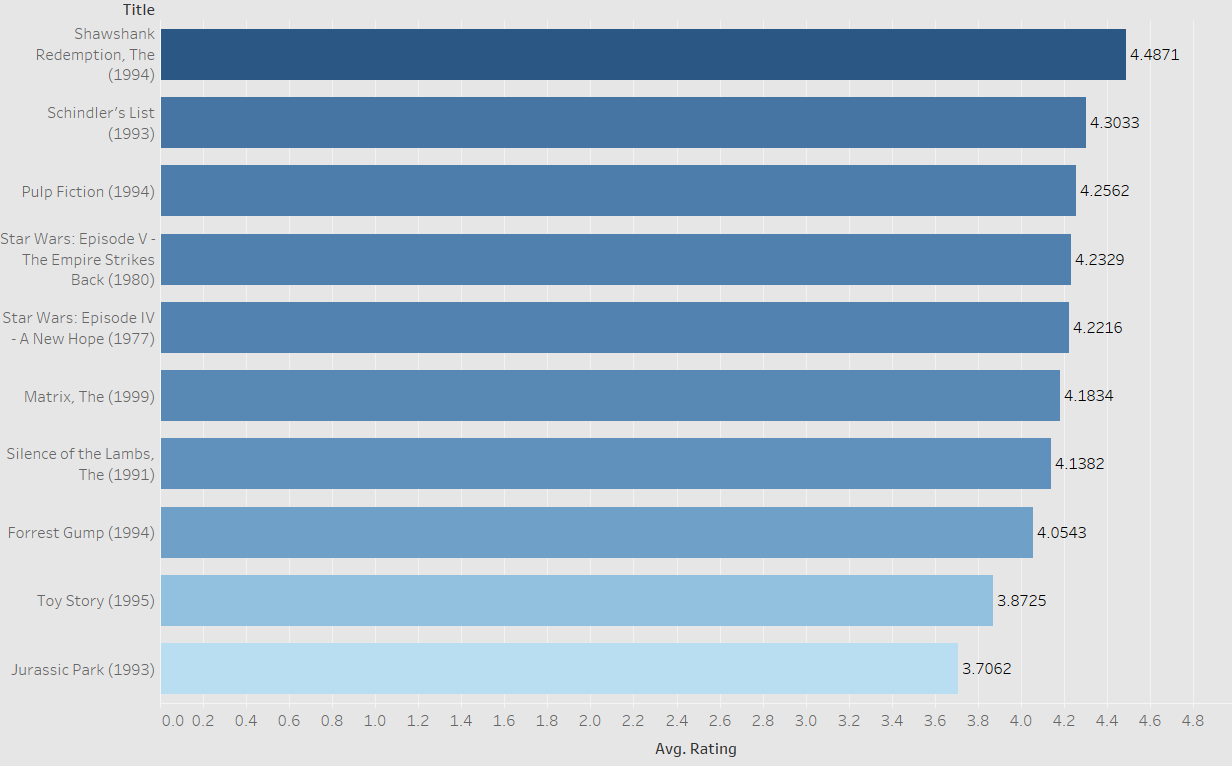 Title
Shawshank
Redemption, The
(1994)
4.4871
Schindler's List
(1993)
4.3033
Pulp Fiction (1994)
4.2562
Star Wars: Episode V -
The Empire Strikes
Back (1980)
4.2329
Star Wars: Episode IV
- A New Hope (1977)
4.2216
Matrix, The (1999)
4.1834
Silence of the Lambs,
The (1991)
4.1382
Forrest Gump (1994)
4.0543
Toy Story (1995)
3.8725
Jurassic Park (1993)
3.7062
0.0 0.2 0.4 0.6 0.8 1.0 1.2 1.4 1.6 1.8 2.0 2.2 2.4 2.6 2.8 3.0 3.2 3.4 3.6 3.8 4.0 4.2 4.4 4.6 4.8
Avg. Rating